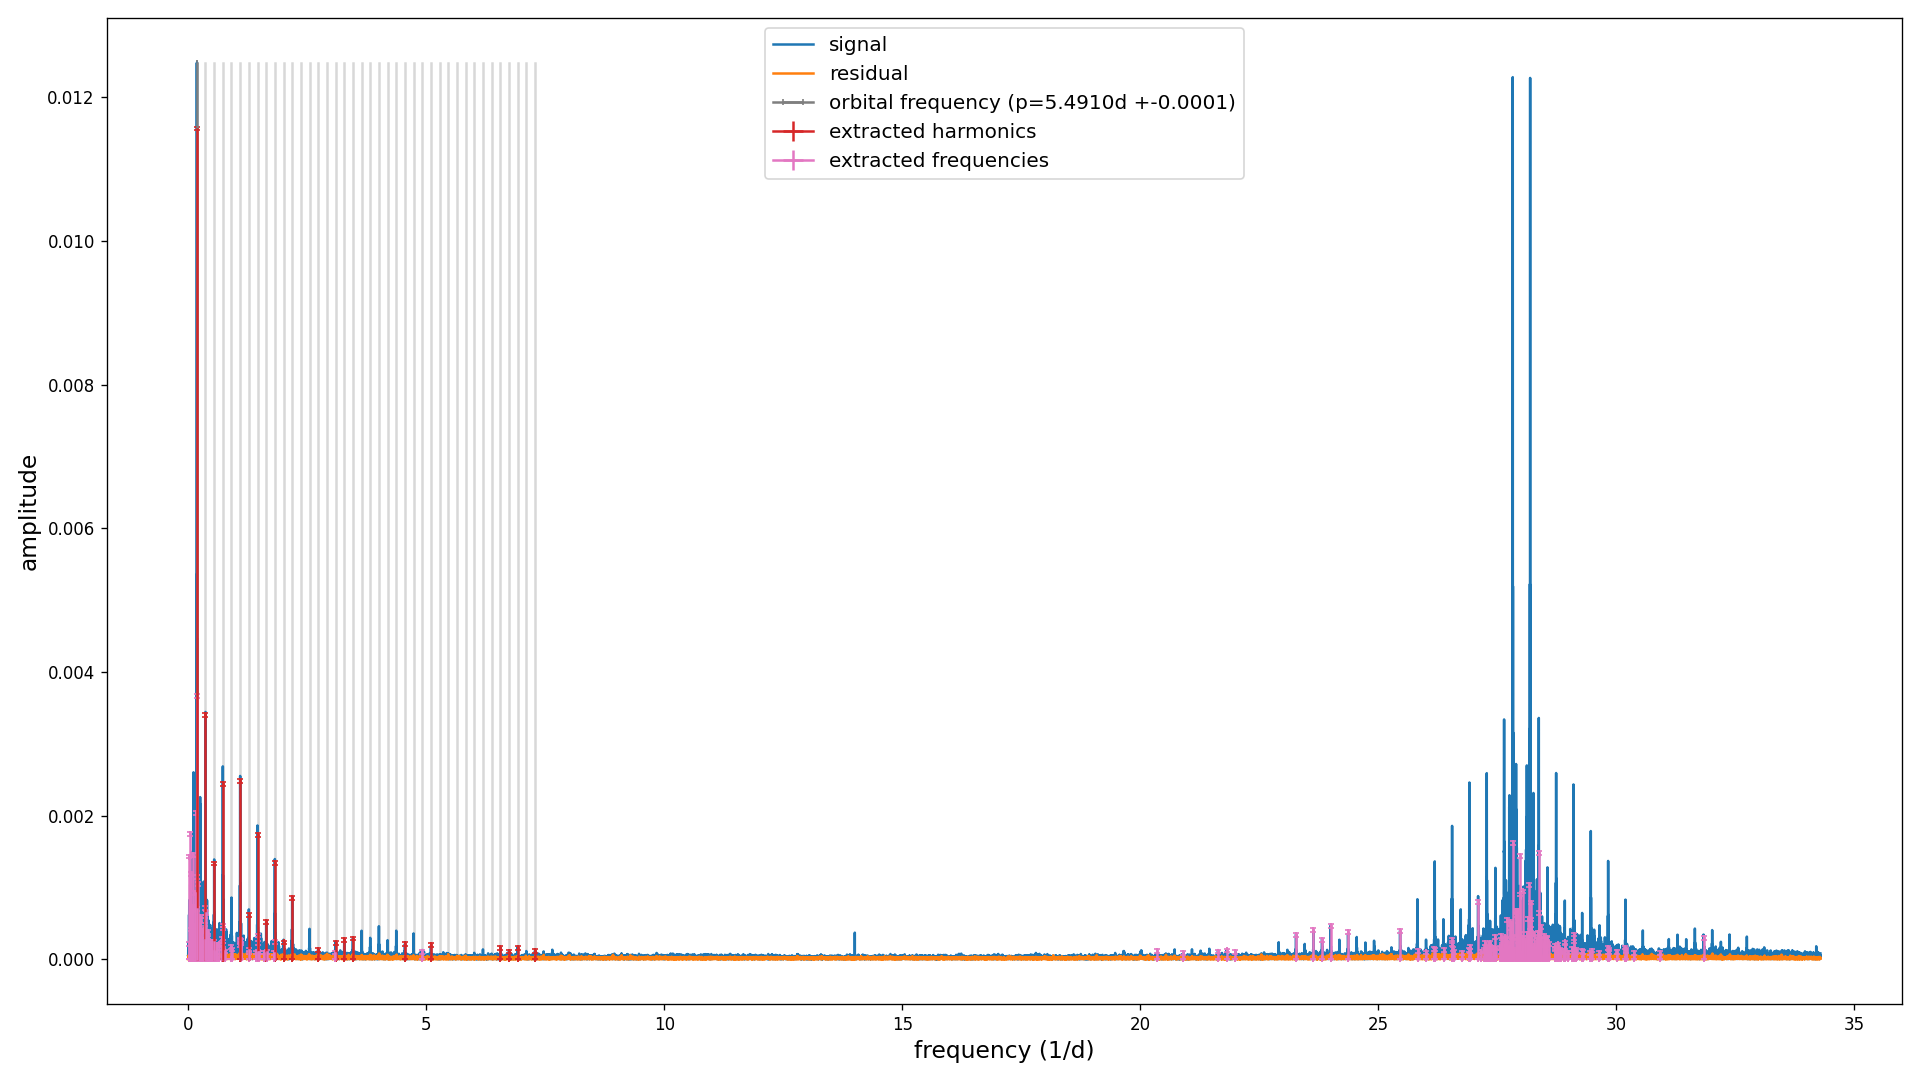 signal
residual
orbital frequency (p=5.4910d +-0.0001)
extracted harmonics
extracted frequencies
0.012
0.010
0.008
0.006
0.004
0.002
0.000
amplitude
0 5 10 15 20 25 30 35
frequency (1/d)